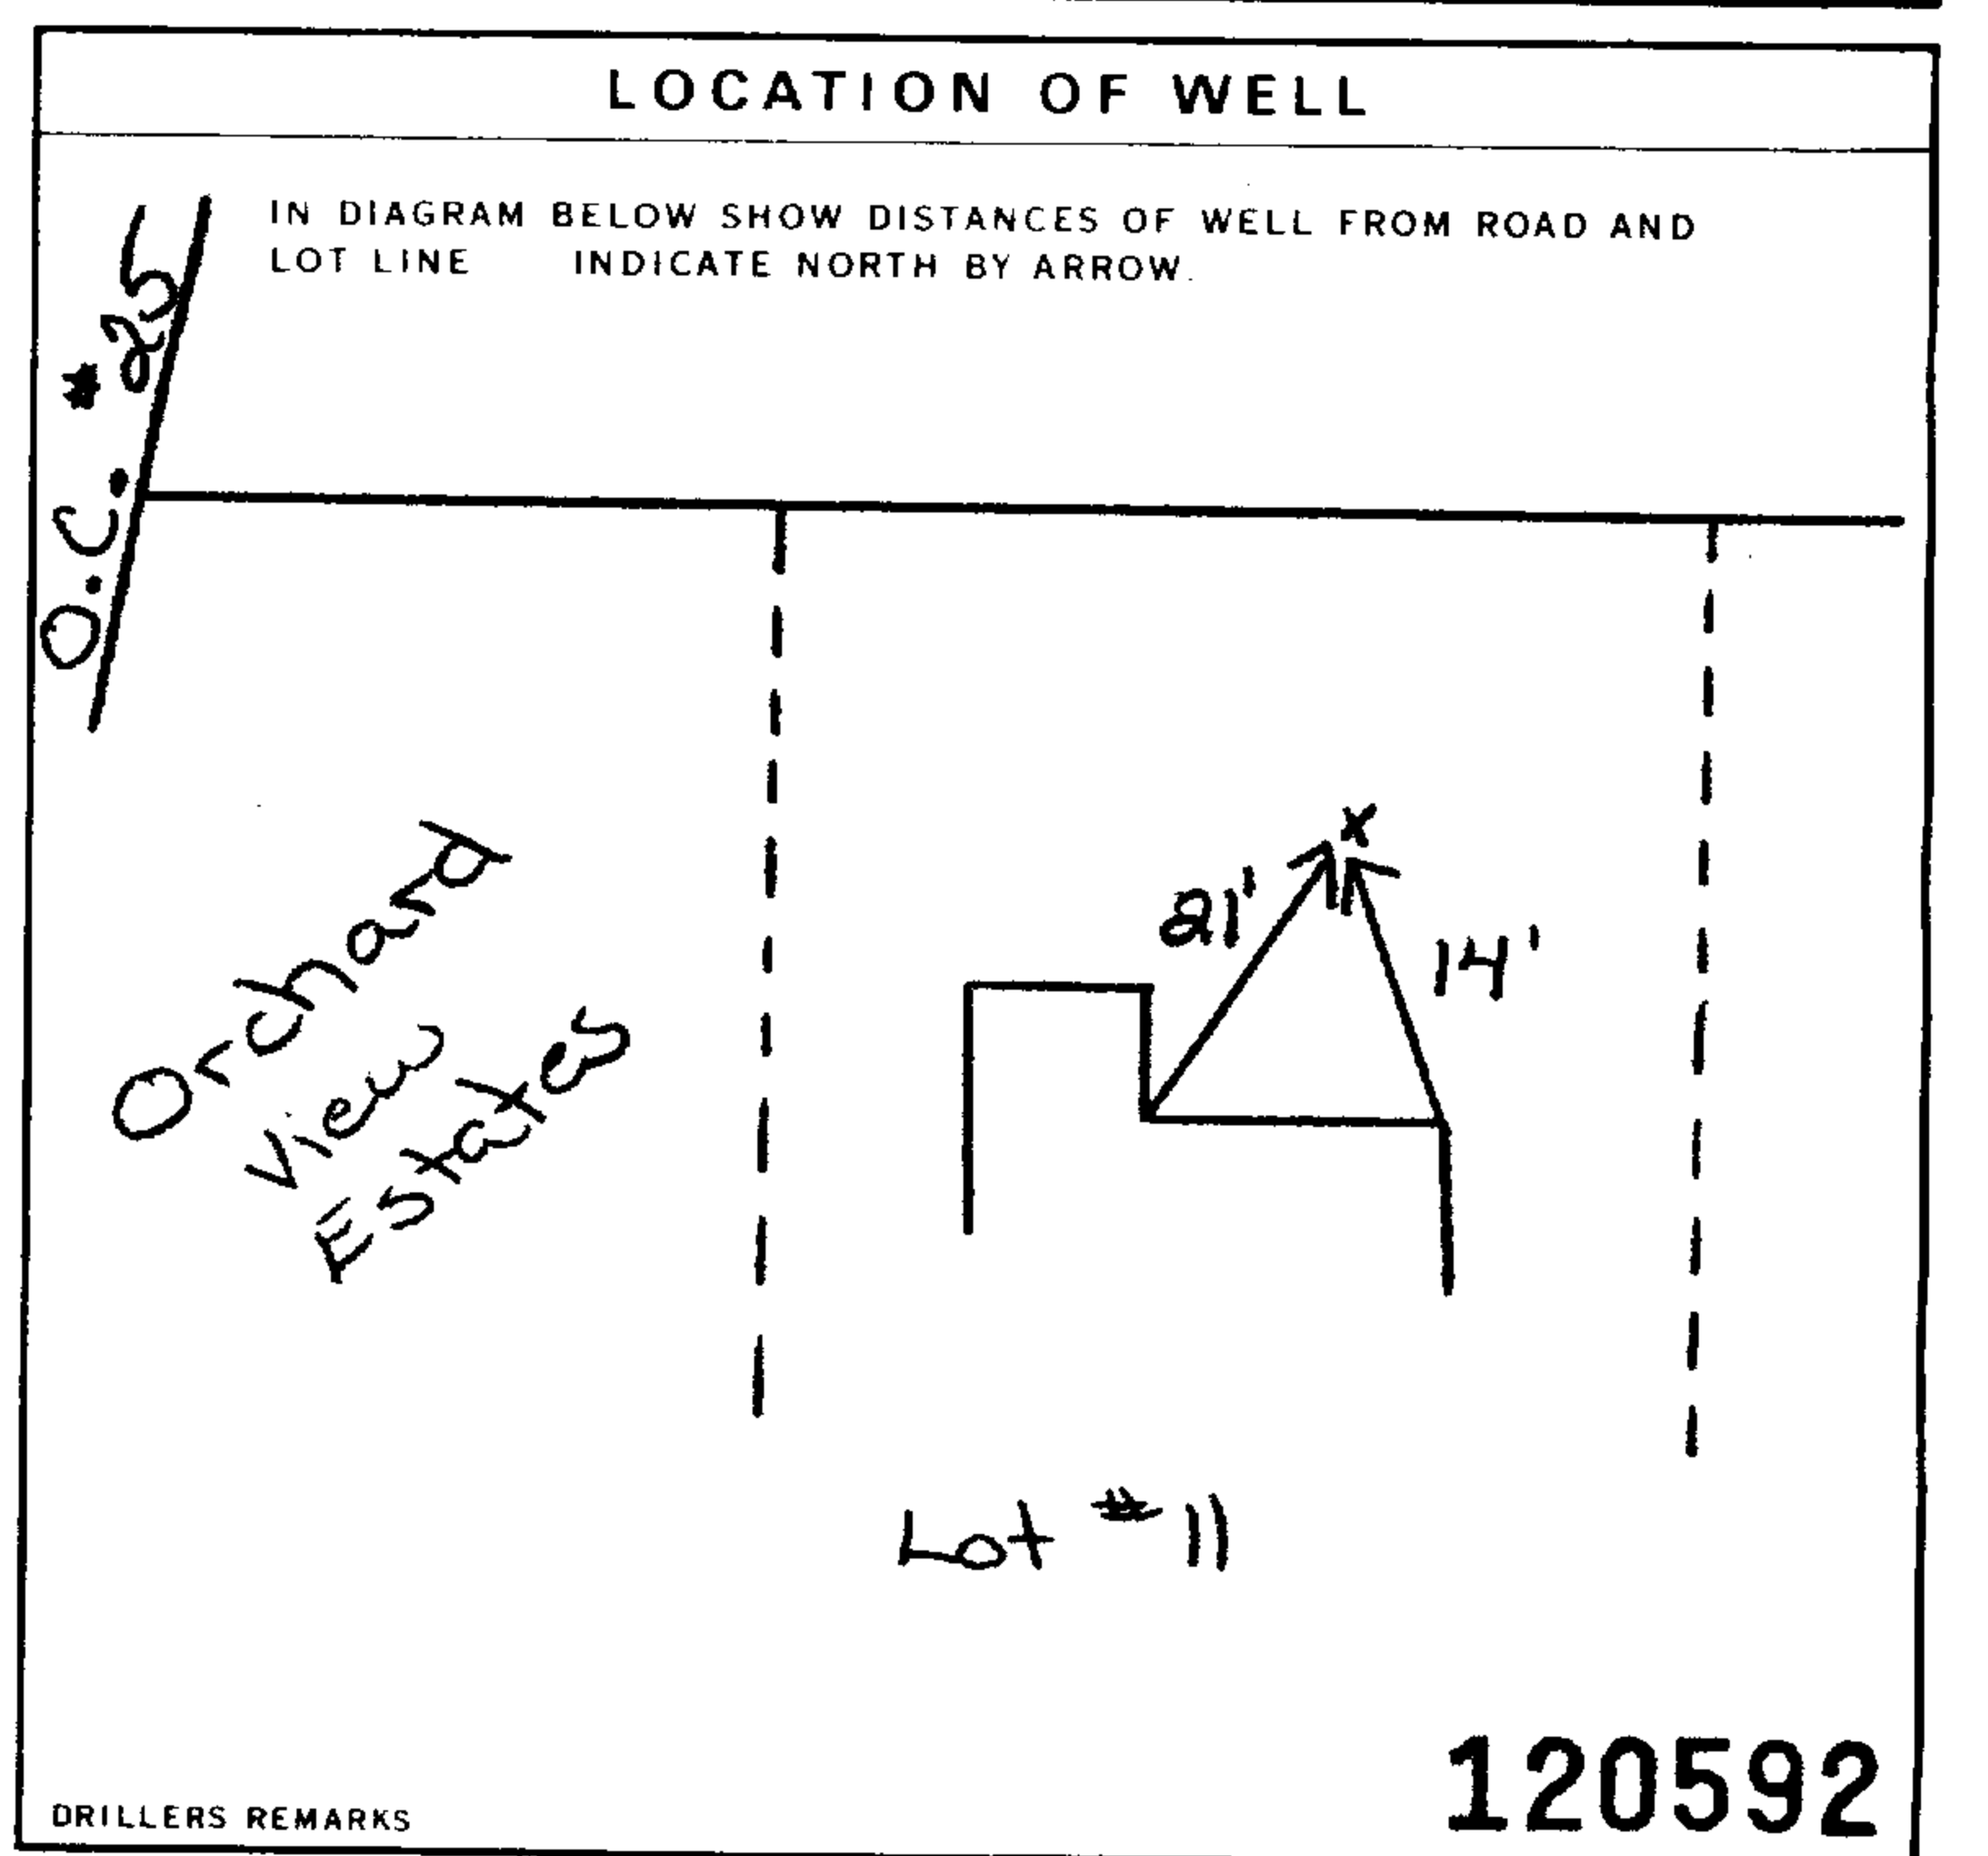 LOCATION OF WELL
IN DIAGRAM BELOW SHOW DISTANCES OF WELL FROM ROAD AND
LOT LINE INDICATE NORTH BY ARROW.
O.C. #25
x
21'
14'
Orchard
View
Estates
Lot #11
120592
DRILLERS REMARKS